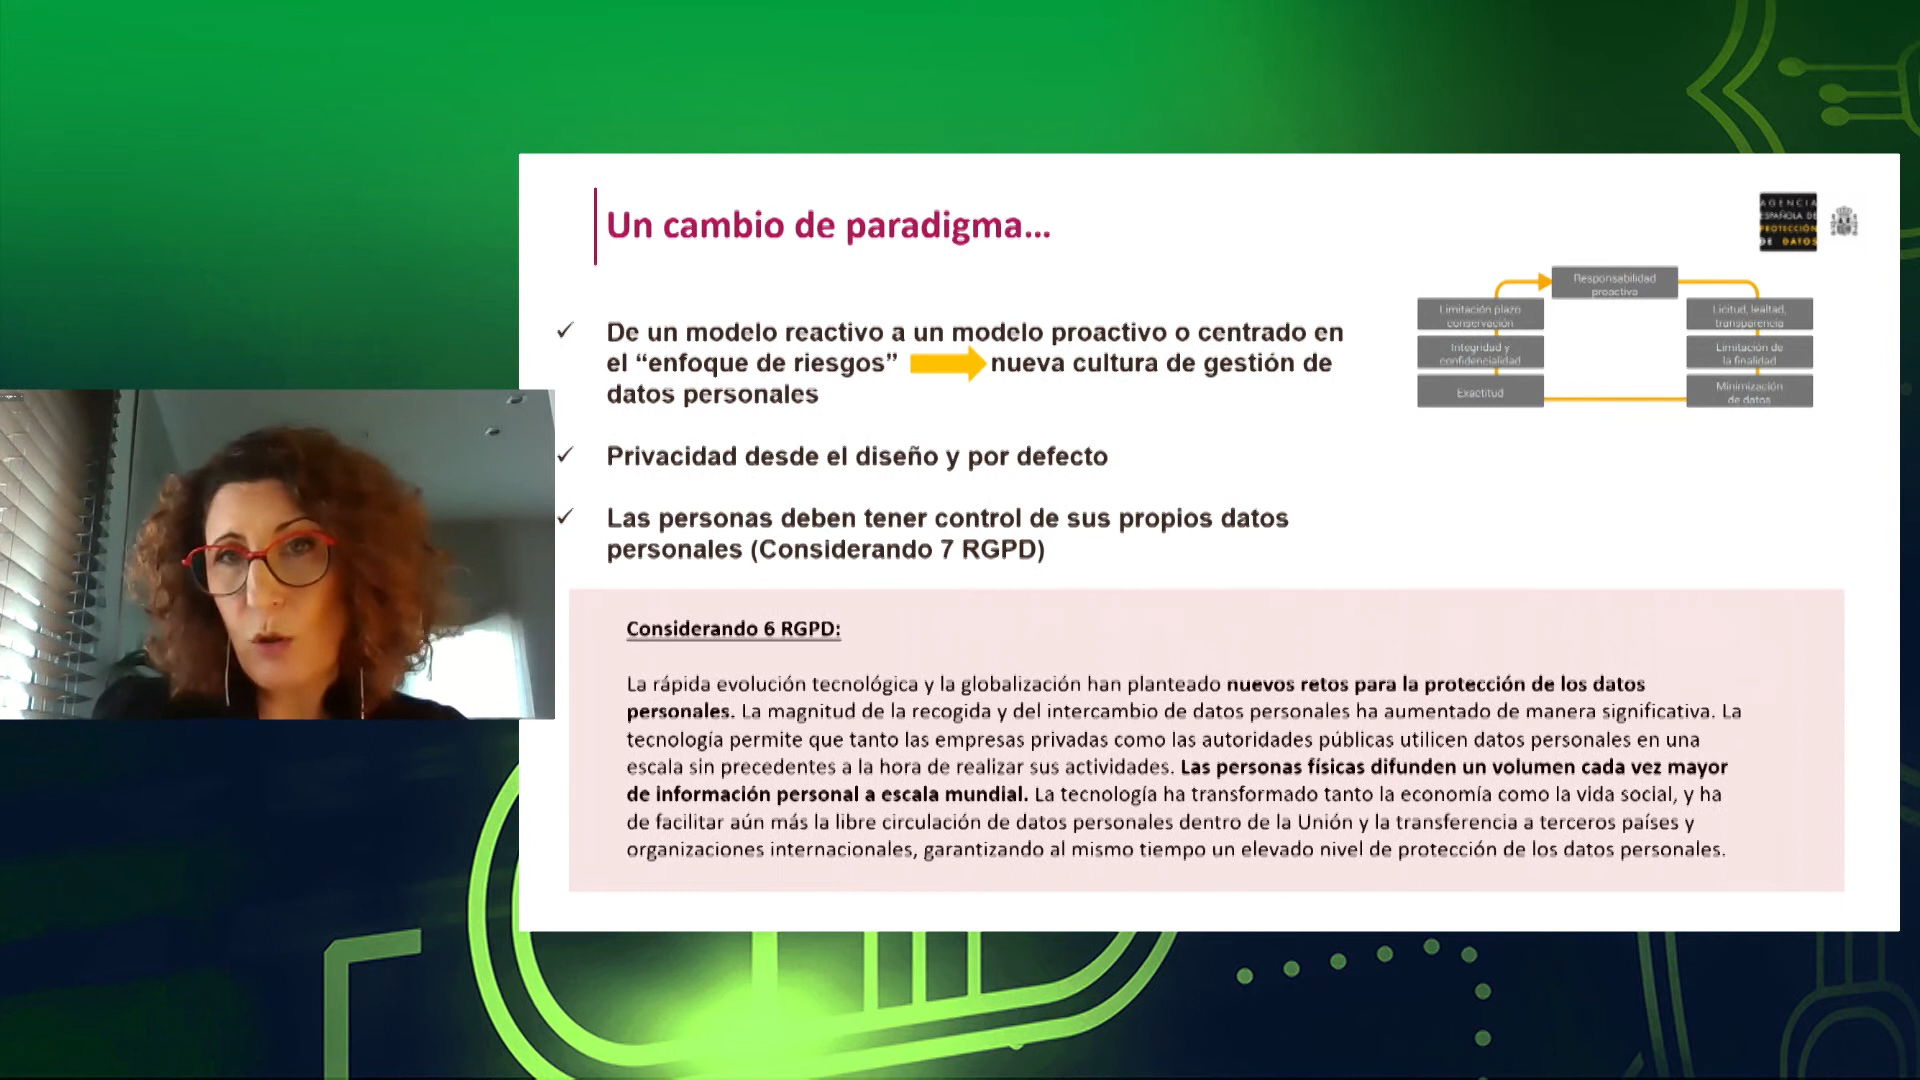 Un cambio de paradigma...
AGENCIA
ESPAÑOLA DE
PROTECCIÓN
DE DATOS
Responsabilidad
proactiva
Limitación plazo
conservación
Licitud, lealtad,
transparencia
Integridad y
confidencialidad
Limitación de
la finalidad
Exactitud
Minimización
de datos
✓ De un modelo reactivo a un modelo proactivo o centrado en
el “enfoque de riesgos” nueva cultura de gestión de
datos personales
✓ Privacidad desde el diseño y por defecto
✓ Las personas deben tener control de sus propios datos
personales (Considerando 7 RGPD)
Considerando 6 RGPD:
La rápida evolución tecnológica y la globalización han planteado nuevos retos para la protección de los datos
personales. La magnitud de la recogida y del intercambio de datos personales ha aumentado de manera significativa. La
tecnología permite que tanto las empresas privadas como las autoridades públicas utilicen datos personales en una
escala sin precedentes a la hora de realizar sus actividades. Las personas físicas difunden un volumen cada vez mayor
de información personal a escala mundial. La tecnología ha transformado tanto la economía como la vida social, y ha
de facilitar aún más la libre circulación de datos personales dentro de la Unión y la transferencia a terceros países y
organizaciones internacionales, garantizando al mismo tiempo un elevado nivel de protección de los datos personales.